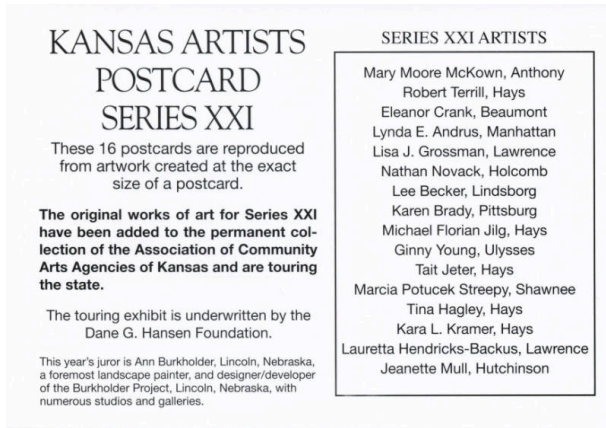 KANSAS ARTISTS
POSTCARD
SERIES XXI
These 16 postcards are reproduced
from artwork created at the exact
size of a postcard.
The original works of art for Series XXI
have been added to the permanent col-
lection of the Association of Community
Arts Agencies of Kansas and are touring
the state.
The touring exhibit is underwritten by the
Dane G. Hansen Foundation.
This year's juror is Ann Burkholder, Lincoln, Nebraska,
a foremost landscape painter, and designer/developer
of the Burkholder Project, Lincoln, Nebraska, with
numerous studios and galleries.
SERIES XXI ARTISTS
Mary Moore McKown, Anthony
Robert Terrill, Hays
Eleanor Crank, Beaumont
Lynda E. Andrus, Manhattan
Lisa J. Grossman, Lawrence
Nathan Novack, Holcomb
Lee Becker, Lindsborg
Karen Brady, Pittsburg
Michael Florian Jilg, Hays
Ginny Young, Ulysses
Tait Jeter, Hays
Marcia Potucek Streepy, Shawnee
Tina Hagley, Hays
Kara L. Kramer, Hays
Lauretta Hendricks-Backus, Lawrence
Jeanette Mull, Hutchinson